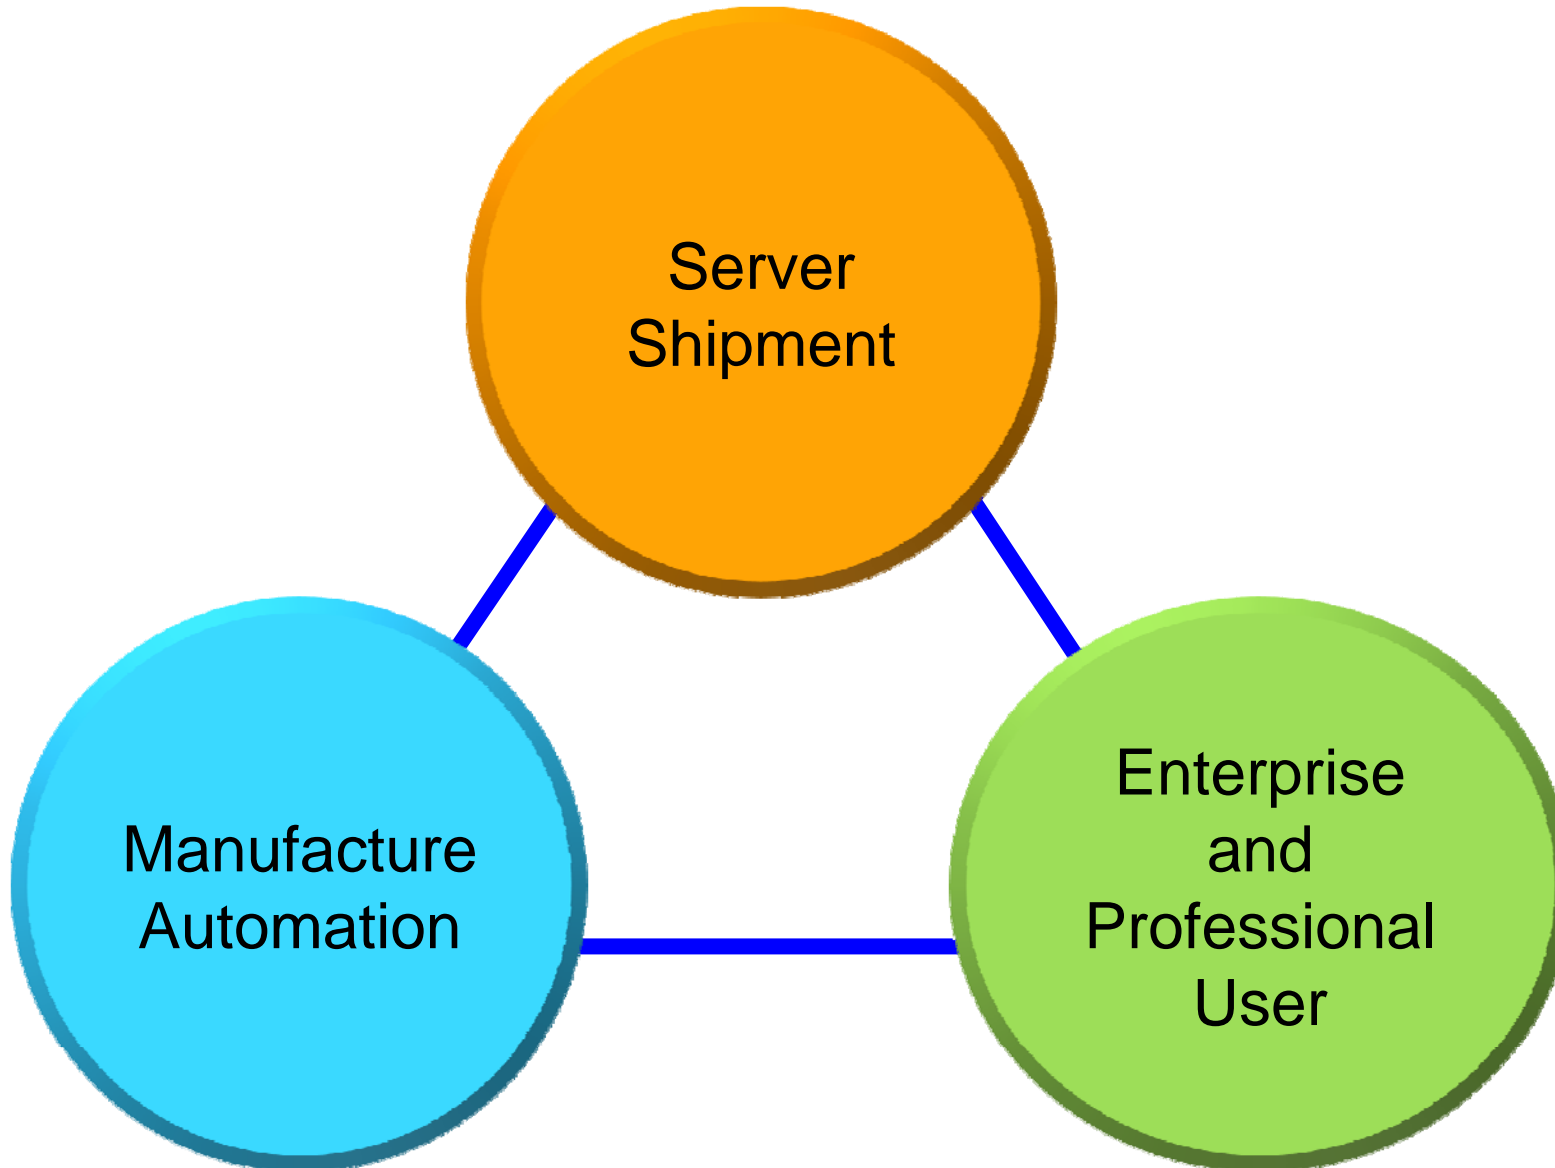 Server
Shipment
Manufacture
Automation
Enterprise
and
Professional
User